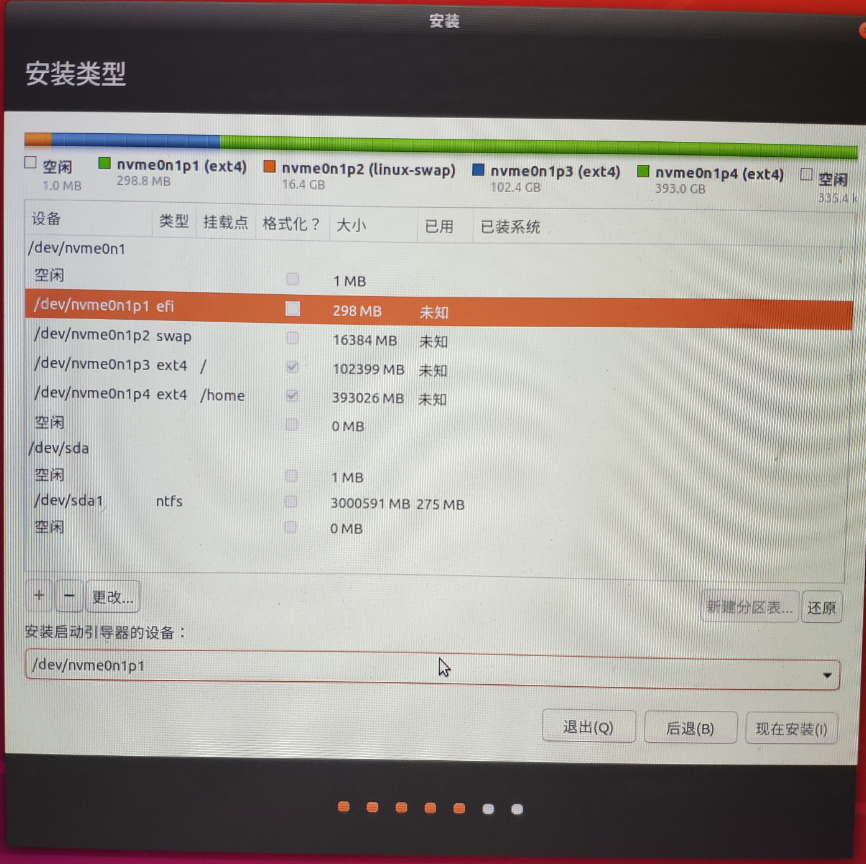 安装
安装类型
空闲 nvme0n1p1 (ext4) nvme0n1p2 (linux-swap) nvme0n1p3 (ext4) nvme0n1p4 (ext4) 空闲
1.0 MB 298.8 MB 16.4 GB 102.4 GB 393.0 GB 335.4 k
设备 类型 挂载点 格式化？ 大小 已用 已装系统
/dev/nvme0n1
空闲 1 MB
/dev/nvme0n1p1 efi 298 MB 未知
/dev/nvme0n1p2 swap 16384 MB 未知
/dev/nvme0n1p3 ext4 / 102399 MB 未知
/dev/nvme0n1p4 ext4 /home 393026 MB 未知
空闲 0 MB
/dev/sda
空闲 1 MB
/dev/sda1 ntfs 3000591 MB 275 MB
空闲 0 MB
+ − 更改... 新建分区表... 还原
安装启动引导器的设备：
/dev/nvme0n1p1
退出(Q) 后退(B) 现在安装(I)